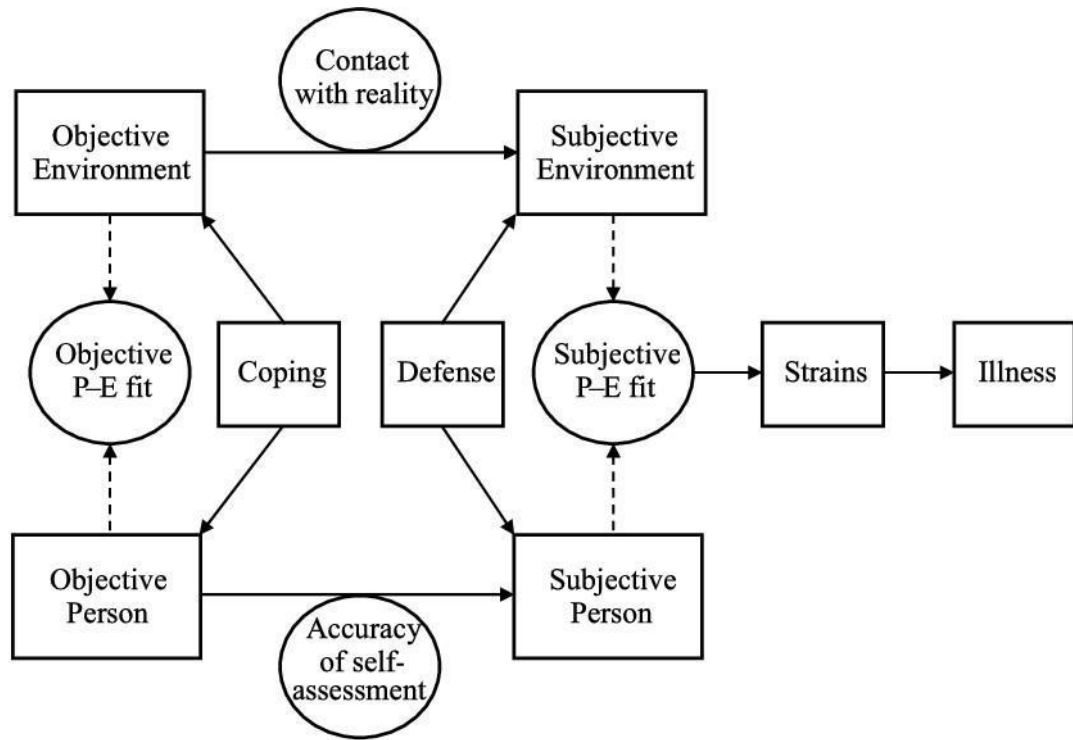 Contact
with reality
Objective
Environment
Subjective
Environment
Objective
P–E fit
Coping
Defense
Subjective
P–E fit
Strains
Illness
Objective
Person
Subjective
Person
Accuracy
of self-
assessment